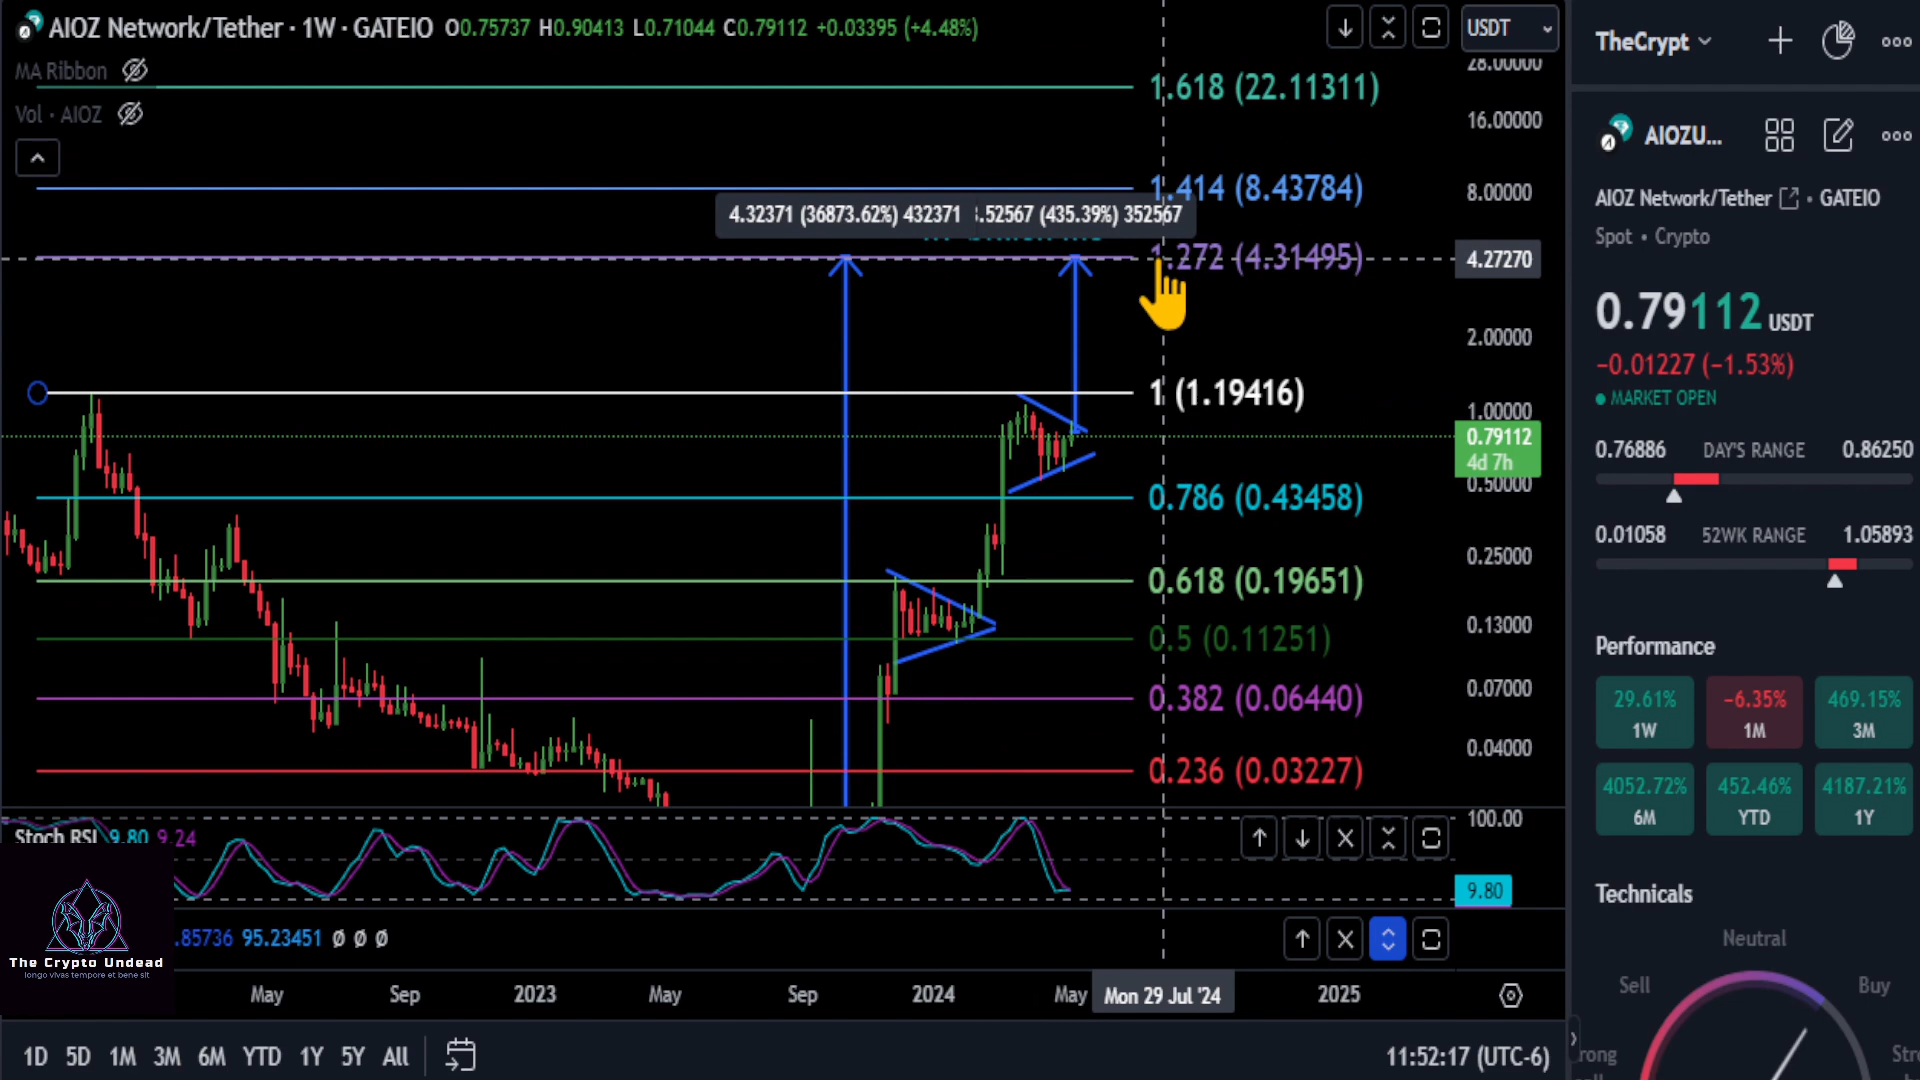 AIOZ Network/Tether · 1W · GATEIO O0.75737 H0.90413 L0.71044 C0.79112 +0.03395 (+4.48%)
USDT
TheCrypt
MA Ribbon
28.00000
1.618 (22.11311)
Vol · AIOZ
16.00000
AIOZU...
1.414 (8.43784)
8.00000
AIOZ Network/Tether · GATEIO
4.32371 (36873.62%) 432371
.52567 (435.39%) 352567
Spot • Crypto
1.272 (4.31495)
4.27270
0.79112 USDT
2.00000
−0.01227 (−1.53%)
MARKET OPEN
1 (1.19416)
1.00000
0.79112
4d 7h
0.76886 DAY'S RANGE 0.86250
0.50000
0.786 (0.43458)
0.01058 52WK RANGE 1.05893
0.25000
0.618 (0.19651)
0.13000
0.5 (0.11251)
Performance
0.07000
0.382 (0.06440)
29.61% −6.35% 469.15%
1W 1M 3M
0.04000
0.236 (0.03227)
4052.72% 452.46% 4187.21%
6M YTD 1Y
Stoch RSI 9.80 9.24
100.00
9.80
Technicals
.85736 95.23451 Ø Ø Ø
Neutral
The Crypto Undead
longo vivas tempore et bene sit
Sell Buy
May Sep 2023 May Sep 2024 May Mon 29 Jul '24 2025
1D 5D 1M 3M 6M YTD 1Y 5Y All
11:52:17 (UTC-6)